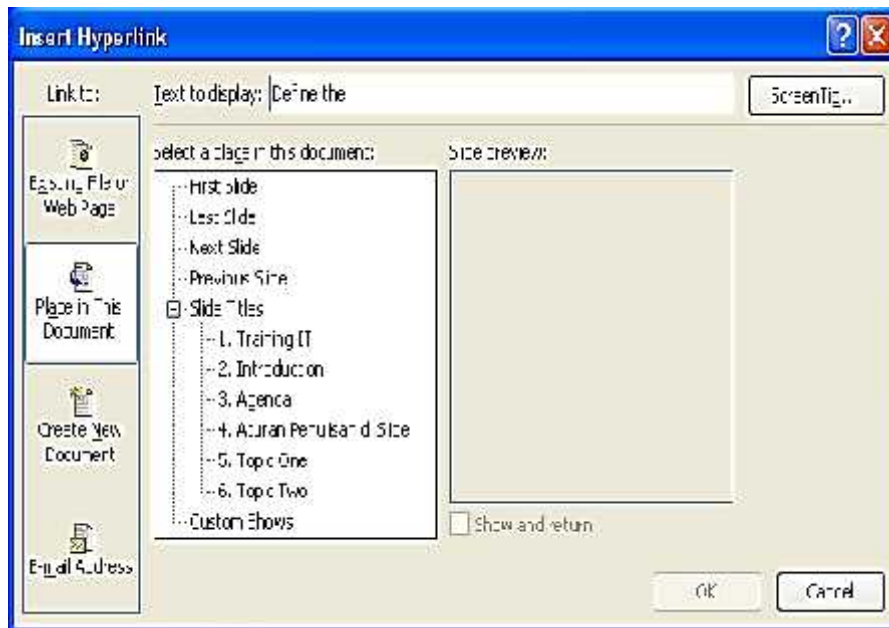 Insert Hyperlink
Link to:
Text to display: Define the
ScreenTip...
Select a place in this document:
Slide preview:
Existing File or
Web Page
Place in This
Document
Create New
Document
E-mail Address
First Slide
Last Slide
Next Slide
Previous Slide
Slide Titles
1. Training IT
2. Introduction
3. Agenda
4. Aturan Penulisan di Slide
5. Topic One
6. Topic Two
Custom Shows
Show and return
OK
Cancel